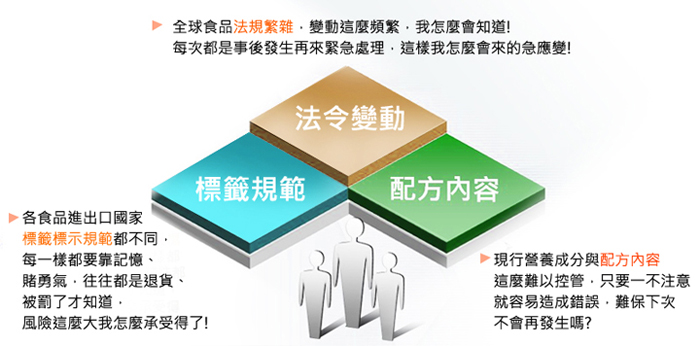 全球食品法規繁雜，變動這麼頻繁，我怎麼會知道!
每次都是事後發生再來緊急處理，這樣我怎麼會來的急應變!
法令變動
標籤規範
配方內容
各食品進出口國家
標籤標示規範都不同，
每一樣都要靠記憶、
賭勇氣，往往都是退貨、
被罰了才知道，
風險這麼大我怎麼承受得了!
現行營養成分與配方內容
這麼難以控管，只要一不注意
就容易造成錯誤，難保下次
不會再發生嗎?